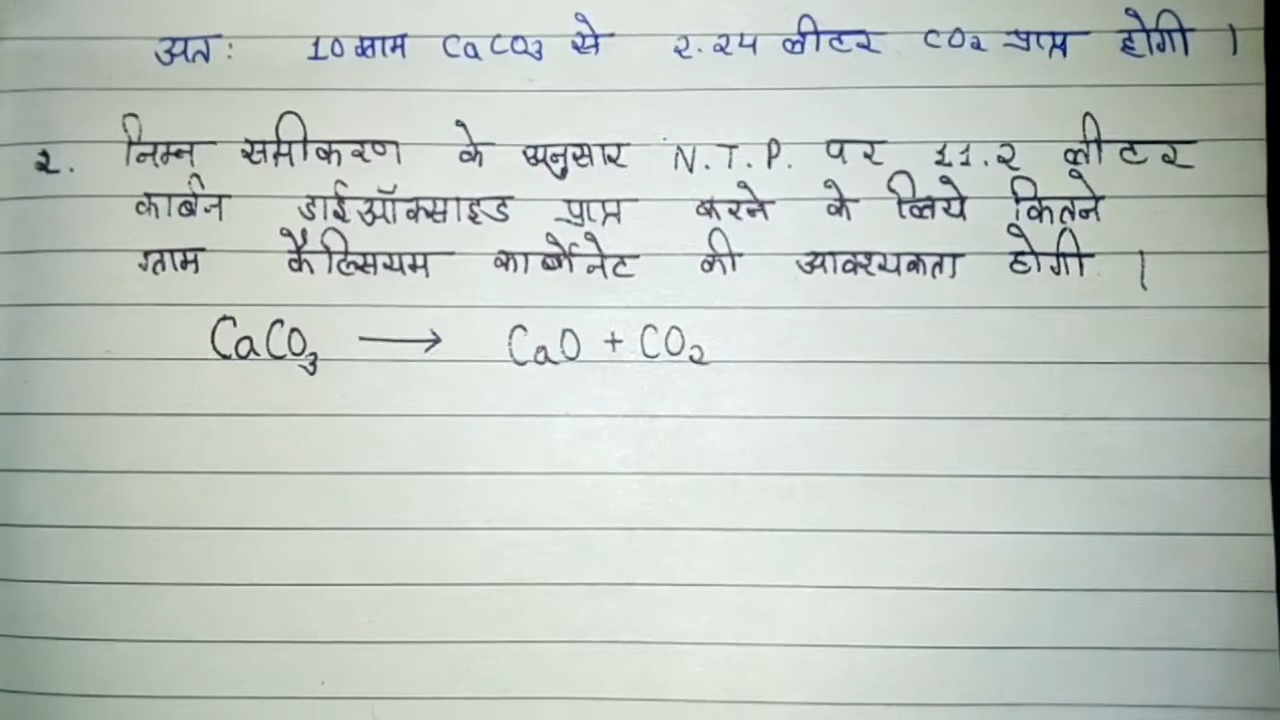 अतः 10 ग्राम CaCO₃ से 2.24 लीटर CO₂ प्राप्त होगी ।
2. निम्न समीकरण के अनुसार N.T.P. पर 11.2 लीटर
कार्बन डाईऑक्साइड प्राप्त करने के लिये कितने
ग्राम कैल्सियम कार्बोनेट की आवश्यकता होगी ।
CaCO₃ ⟶ CaO + CO₂